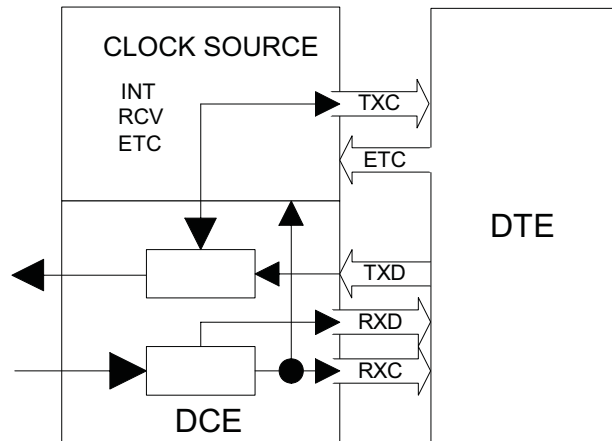 CLOCK SOURCE
INT
RCV
ETC
TXC
ETC
DTE
TXD
RXD
RXC
DCE